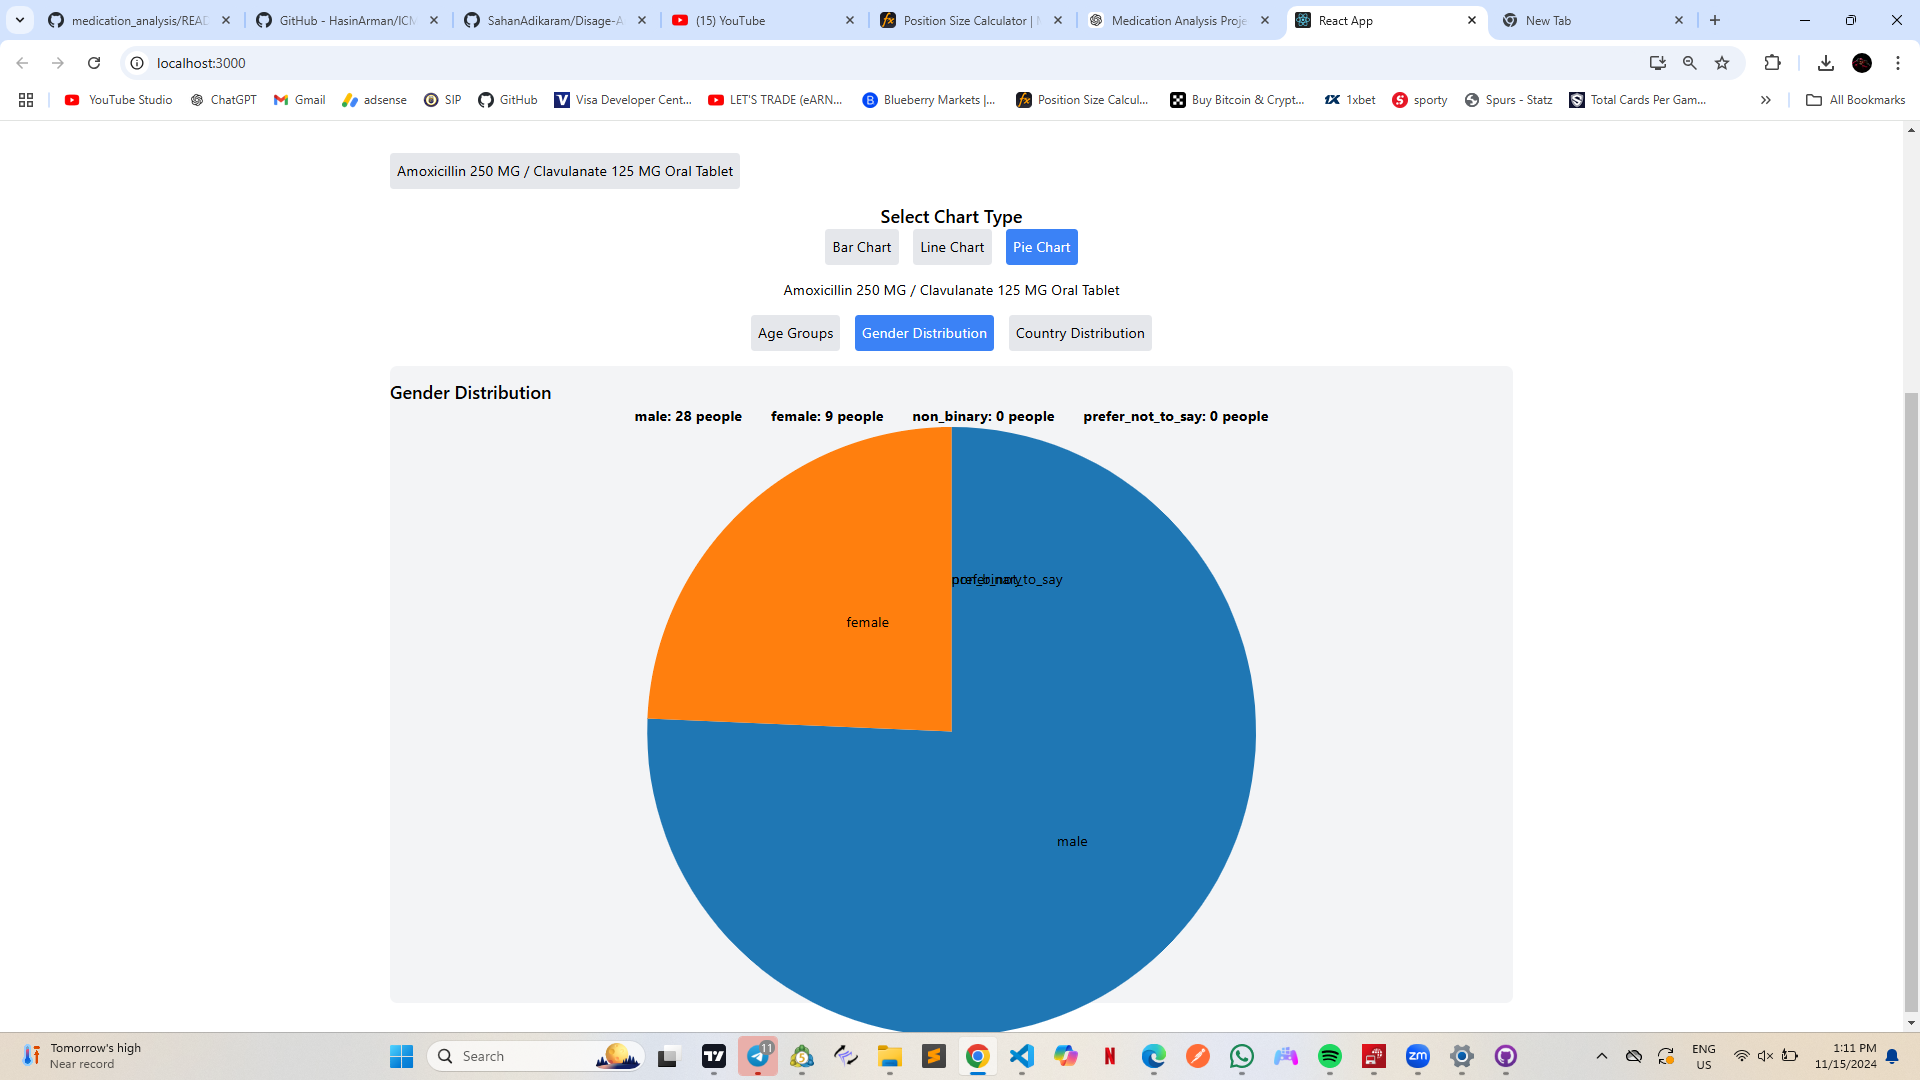 medication_analysis/READ
GitHub - HasinArman/ICM
SahanAdikaram/Disage-A
(15) YouTube
Position Size Calculator | M
Medication Analysis Proje
React App
New Tab
localhost:3000
YouTube Studio
ChatGPT
Gmail
adsense
SIP
GitHub
Visa Developer Cent...
LET'S TRADE (eARN...
Blueberry Markets |...
Position Size Calcul...
Buy Bitcoin & Crypt...
1xbet
sporty
Spurs - Statz
Total Cards Per Gam...
All Bookmarks
Amoxicillin 250 MG / Clavulanate 125 MG Oral Tablet
Select Chart Type
Bar Chart
Line Chart
Pie Chart
Amoxicillin 250 MG / Clavulanate 125 MG Oral Tablet
Age Groups
Gender Distribution
Country Distribution
Gender Distribution
male: 28 people
female: 9 people
non_binary: 0 people
prefer_not_to_say: 0 people
female
male
Tomorrow's high
Near record
Search
11
zm
ENG
US
1:11 PM
11/15/2024